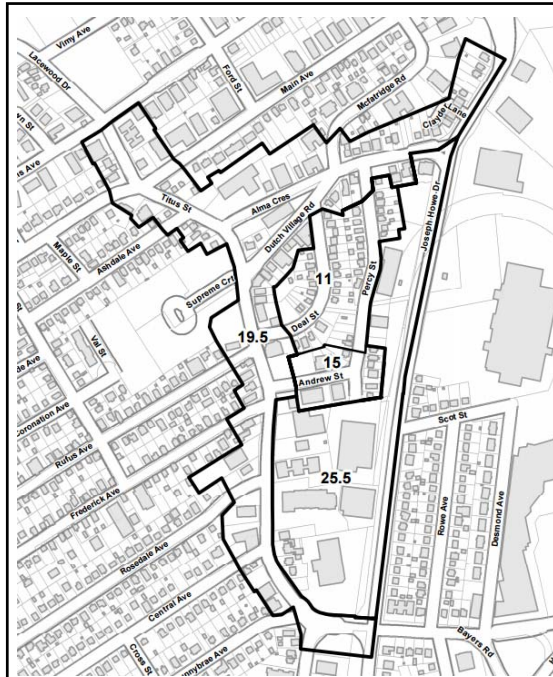 Vimy Ave
Lacewood Dr
Ford St
Main Ave
Mcfatridge Rd
Clayde Lane
Titus St
Alma Cres
Dutch Village Rd
Joseph Howe Dr
Maple St
Ashdale Ave
Supreme Crt
11
Percy St
Deal St
19.5
Val St
15
Andrew St
Coronation Ave
Scot St
Rufus Ave
25.5
Frederick Ave
Rowe Ave
Desmond Ave
Rosedale Ave
Central Ave
Bayers Rd
Cross St